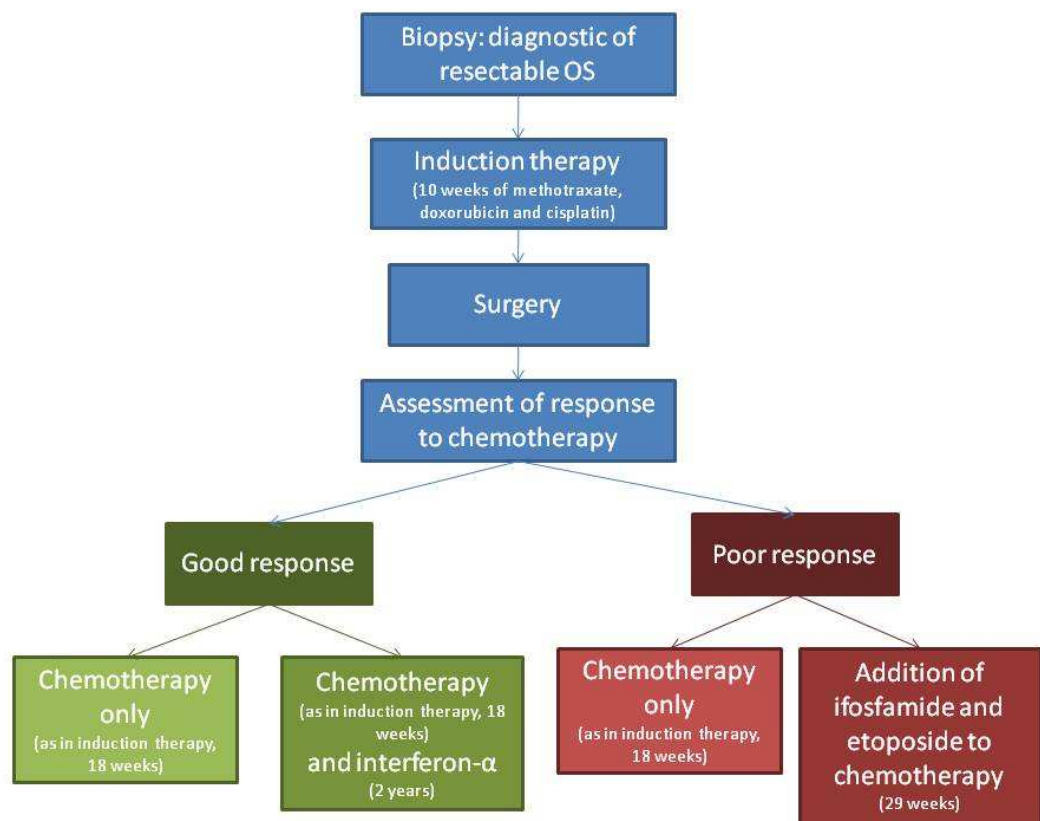 Biopsy: diagnostic of
resectable OS
Induction therapy
(10 weeks of methotraxate,
doxorubicin and cisplatin)
Surgery
Assessment of response
to chemotherapy
Good response
Poor response
Chemotherapy
only
(as in induction therapy,
18 weeks)
Chemotherapy
(as in induction therapy, 18
weeks)
and interferon-α
(2 years)
Chemotherapy
only
(as in induction therapy,
18 weeks)
Addition of
ifosfamide and
etoposide to
chemotherapy
(29 weeks)